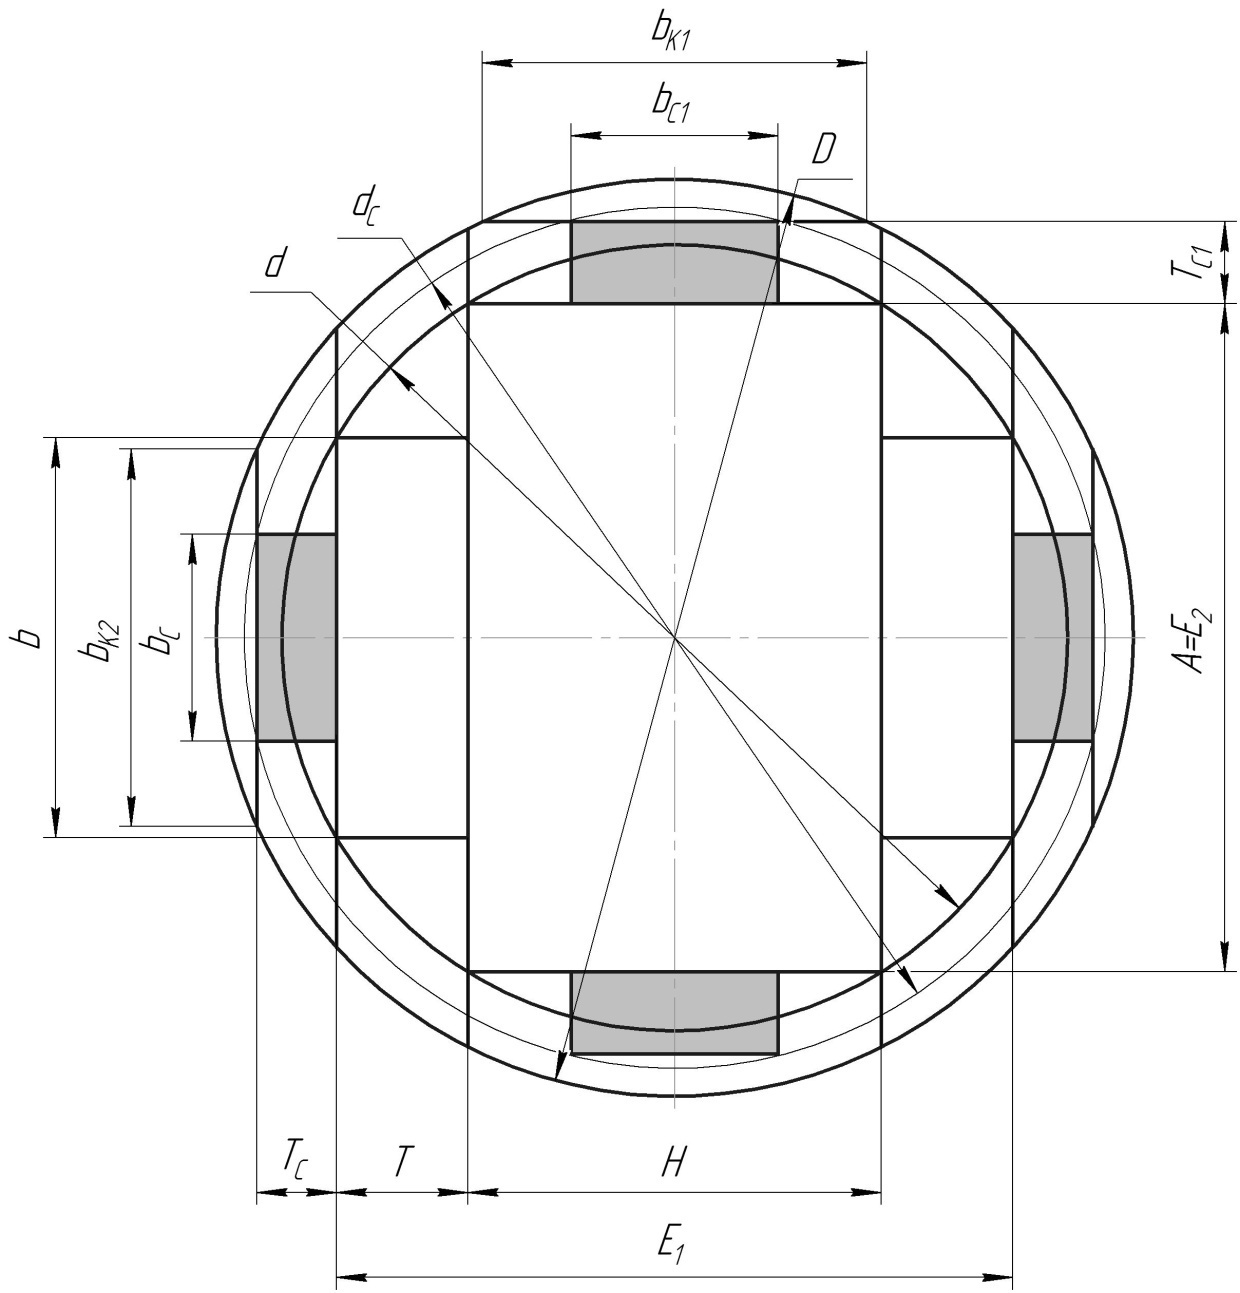 b_K1
b_C1
D
d_C
d
T_C1
b
b_K2
b_C
A=E_2
T_C
T
H
E_1